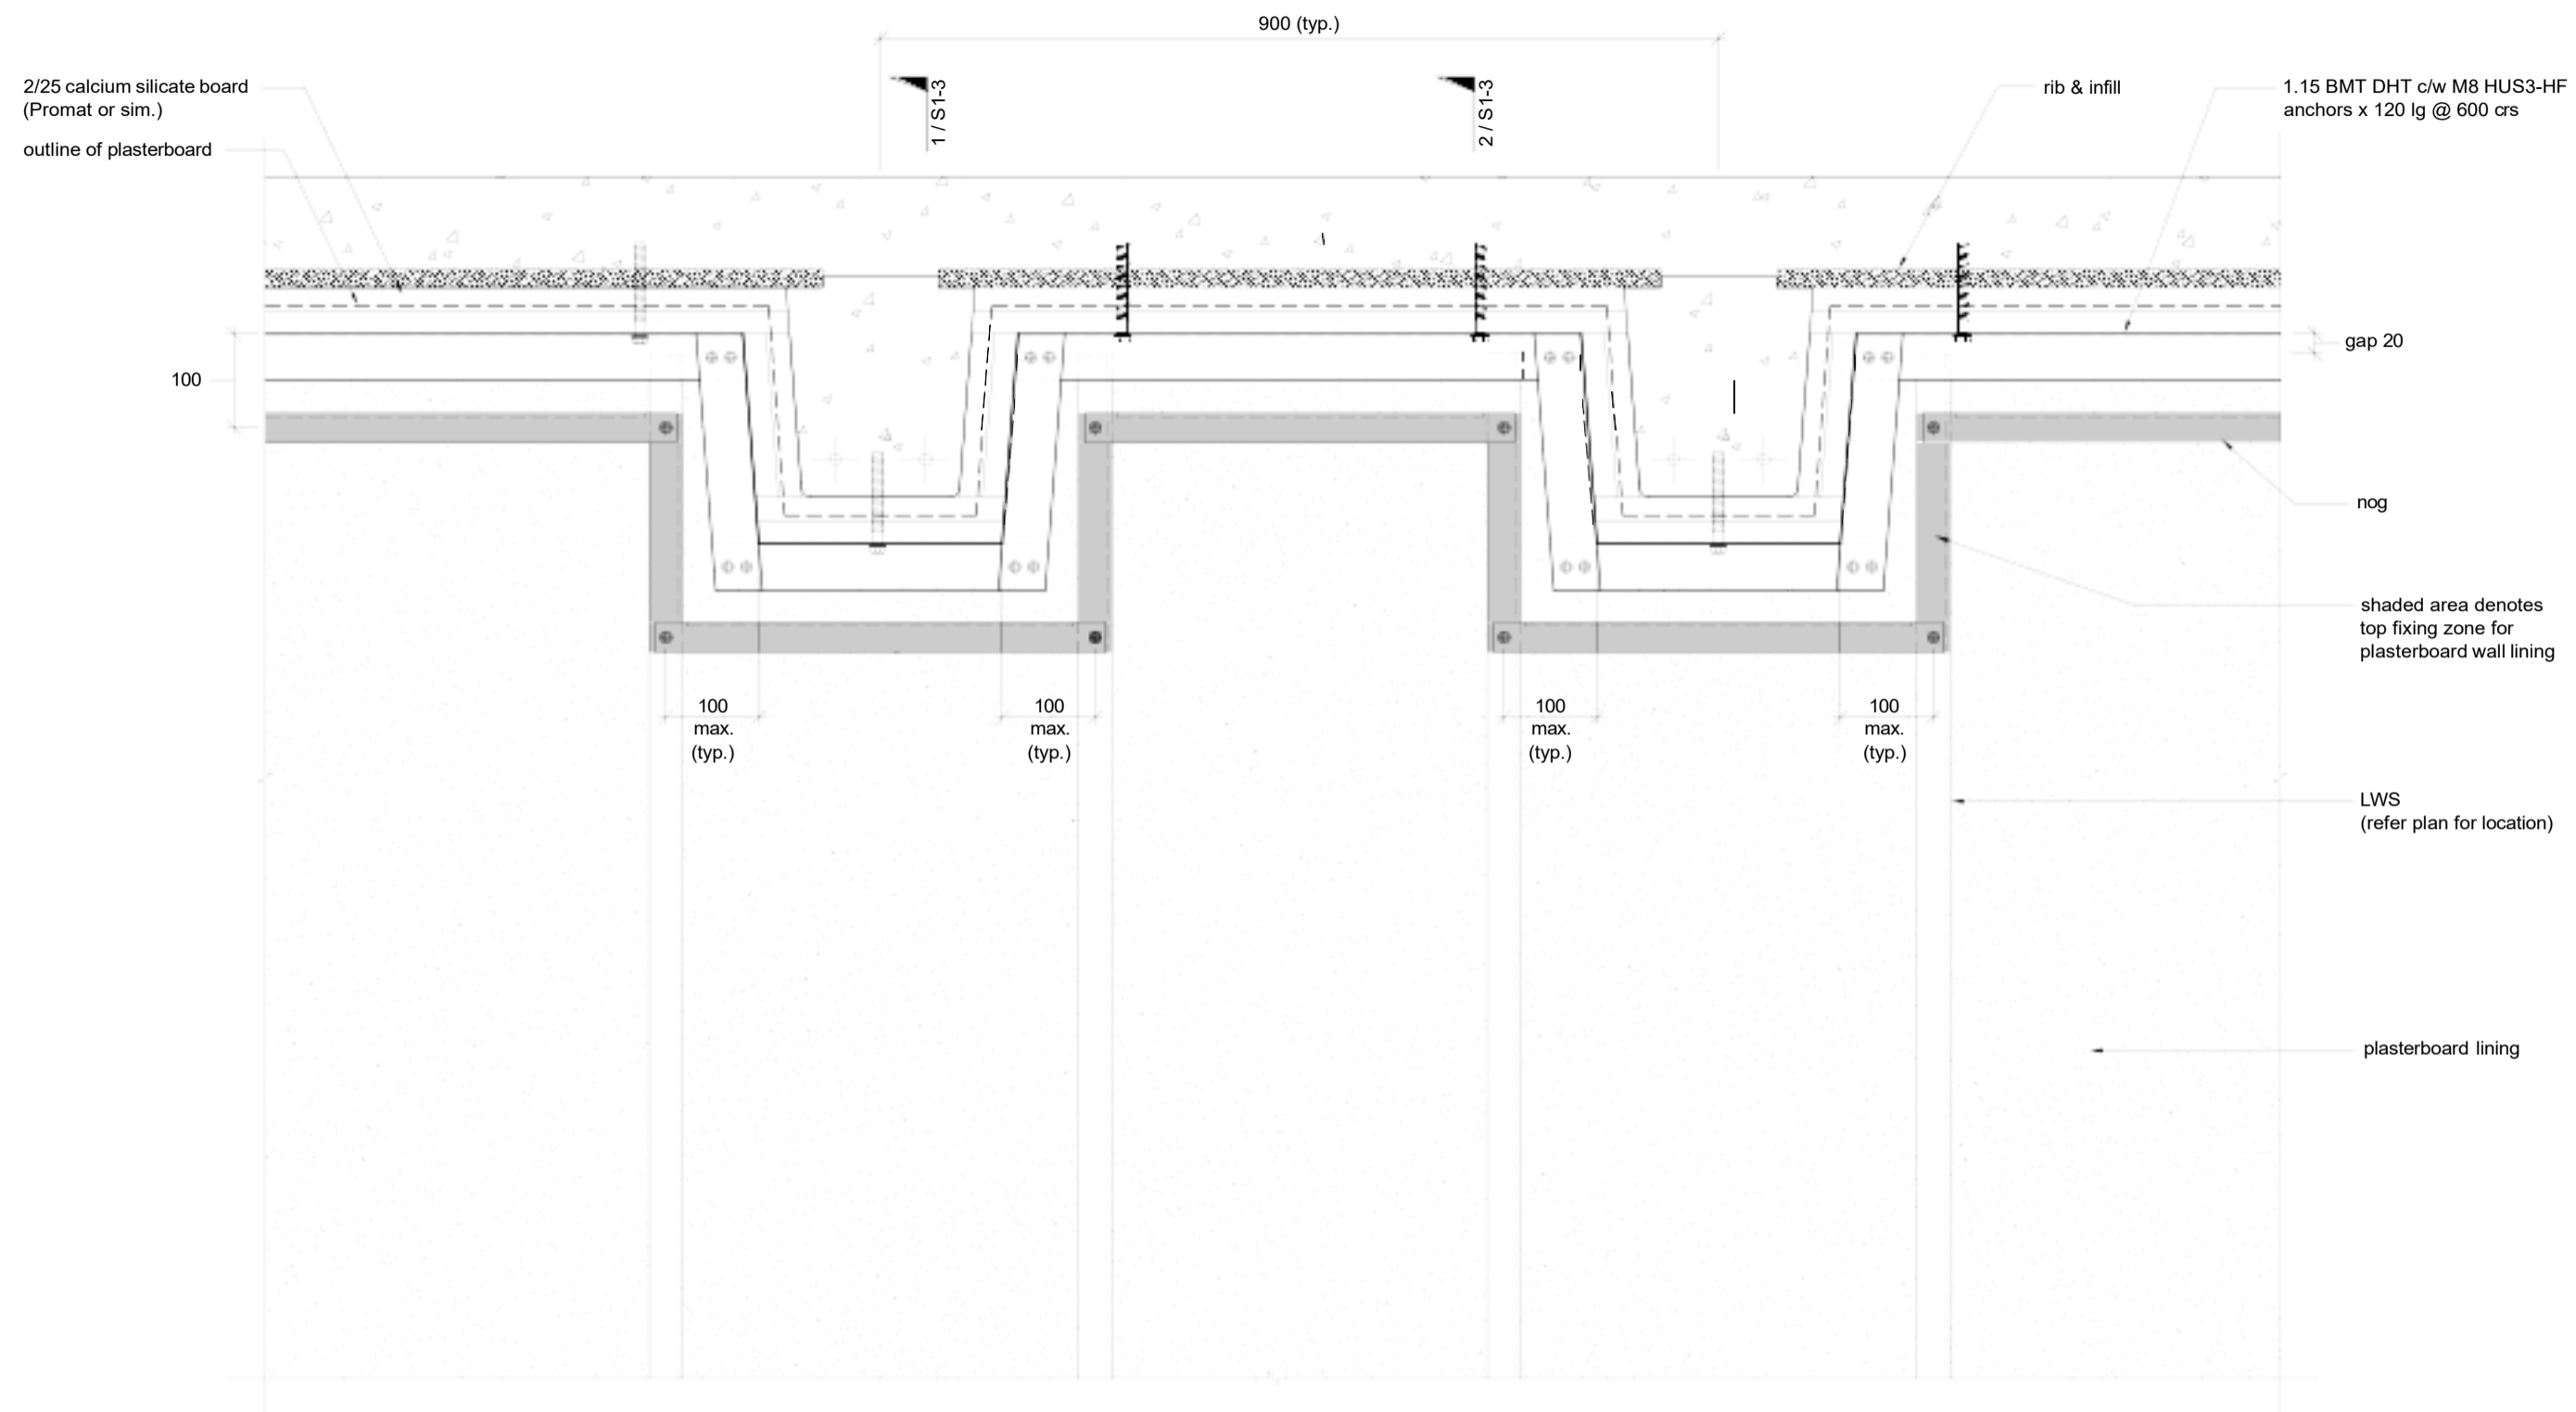 900 (typ.)
2/25 calcium silicate board
(Promat or sim.)
outline of plasterboard
1 / S1-3
2 / S1-3
rib & infill
1.15 BMT DHT c/w M8 HUS3-HF
anchors x 120 lg @ 600 crs
gap 20
100
nog
shaded area denotes
top fixing zone for
plasterboard wall lining
100
max.
(typ.)
100
max.
(typ.)
100
max.
(typ.)
100
max.
(typ.)
LWS
(refer plan for location)
plasterboard lining